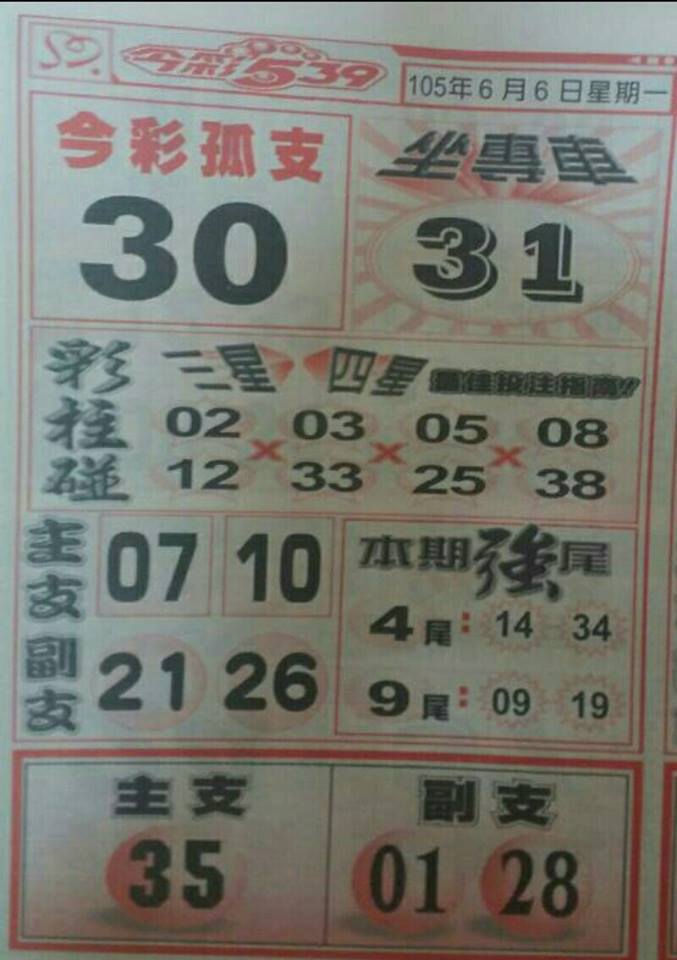 今彩539
105年6月6日星期一
今彩孤支
30
31
彩柱碰
三星 四星 最佳投注指南!!
02 03 05 08
× × ×
12 33 25 38
主支
07 10
副支
21 26
本期強尾
4尾: 14 34
9尾: 09 19
主支
35
副支
01 28